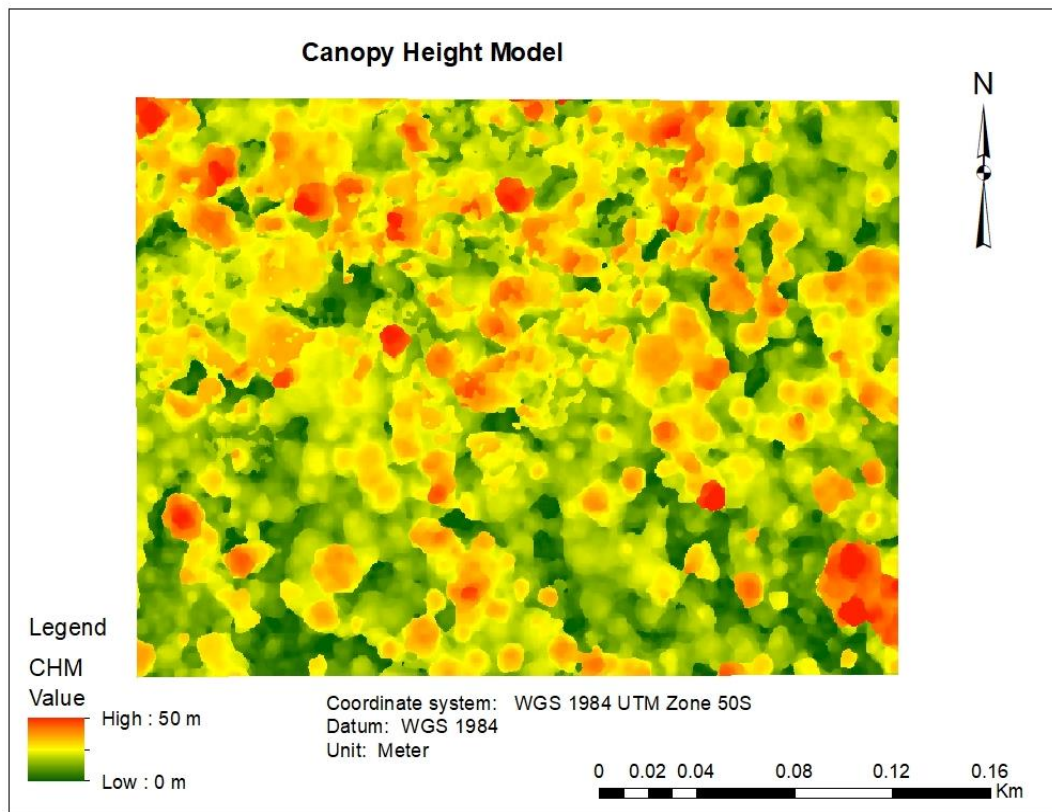 Canopy Height Model
N
Legend
CHM
Value
High : 50 m
Low : 0 m
Coordinate system: WGS 1984 UTM Zone 50S
Datum: WGS 1984
Unit: Meter
0 0.02 0.04 0.08 0.12 0.16
Km